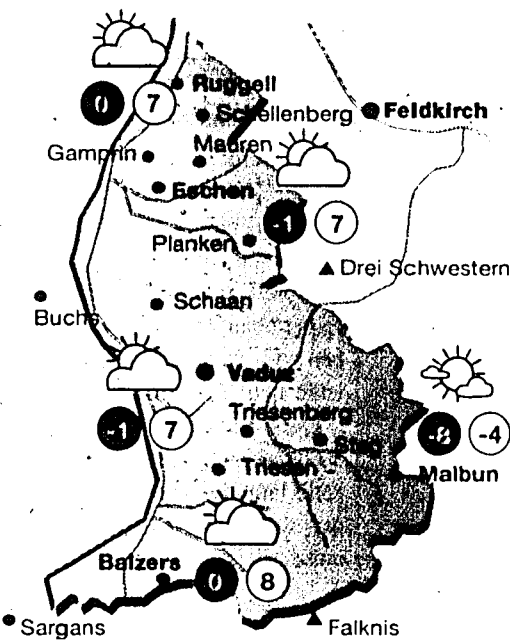 Ruggell
0 7
Schellenberg
Feldkirch
Mauren
Gamprin
Eschen
-1 7
Planken
Drei Schwestern
Schaan
Buchs
Vaduz
Triesenberg
-1 7
Steg
-4
Malbun
Triesen
Balzers
0 8
Sargans
Falknis